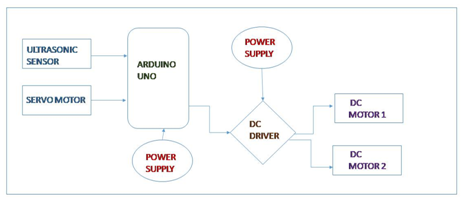 ULTRASONIC
SENSOR
SERVO MOTOR
ARDUINO
UNO
POWER
SUPPLY
POWER
SUPPLY
DC
DRIVER
DC
MOTOR 1
DC
MOTOR 2